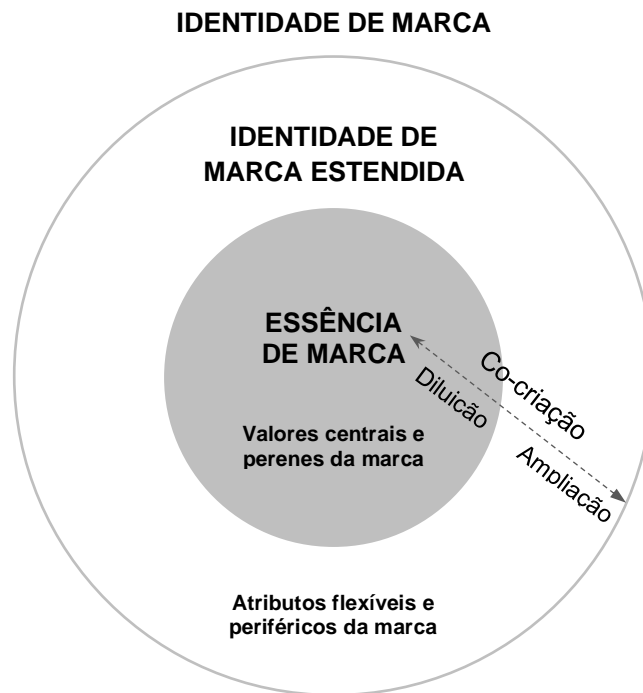 IDENTIDADE DE MARCA
IDENTIDADE DE
MARCA ESTENDIDA
ESSÊNCIA
DE MARCA
Co-criação
Diluicão
Valores centrais e
perenes da marca
Ampliação
Atributos flexíveis e
periféricos da marca